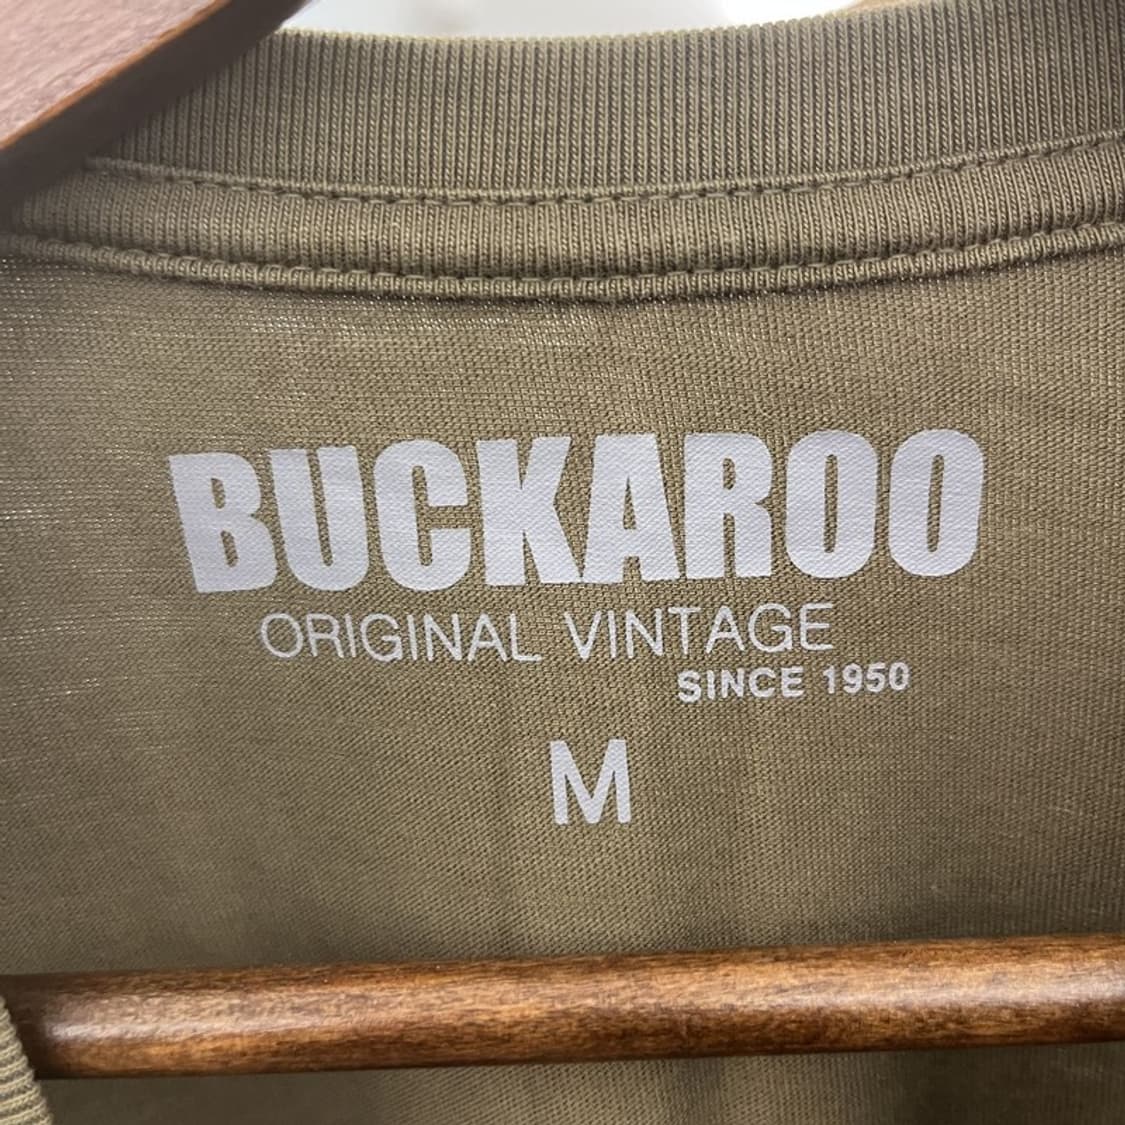 BUCKAROO
ORIGINAL VINTAGE
SINCE 1950
M